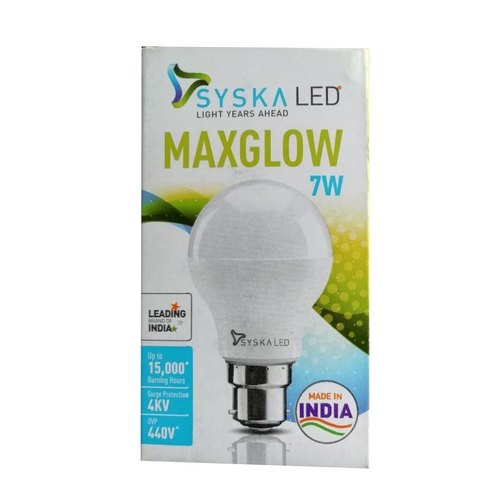 SYSKA LED
LIGHT YEARS AHEAD
MAXGLOW
7W
SYSKA LED
LEADING
BRAND OF
INDIA
Up to
15,000+
Burning Hours
Surge Protection
4KV
OVP
440V^
MADE IN
INDIA